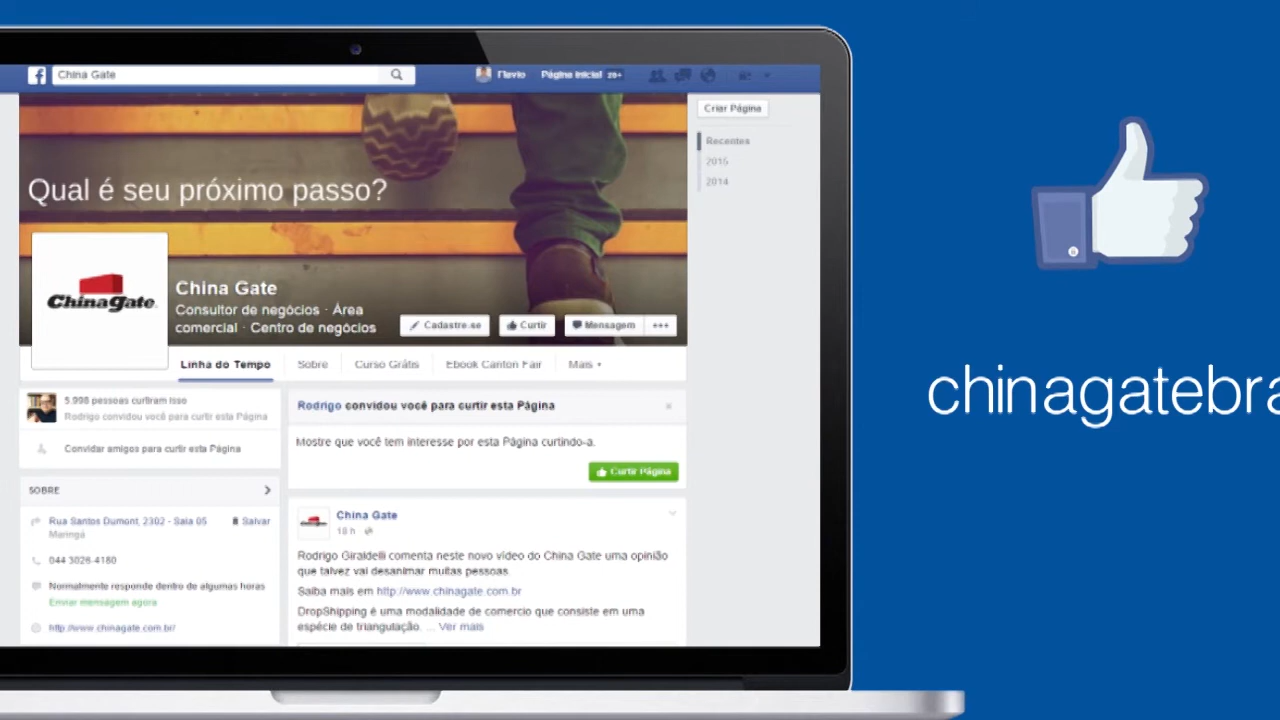 China Gate
Flavio
Página inicial 20+
Criar Página
Recentes
2015
2014
Qual é seu próximo passo?
ChinaGate
China Gate
Consultor de negócios · Área
comercial · Centro de negócios
Cadastre-se
Curtir
Mensagem
Linha do Tempo
Sobre
Curso Grátis
Ebook Canton Fair
Mais
5.998 pessoas curtiram isso
Rodrigo convidou você para curtir esta Página
Convidar amigos para curtir esta Página
SOBRE
Rua Santos Dumont, 2302 - Sala 05
Maringá
Salvar
044 3026-4180
Normalmente responde dentro de algumas horas
Enviar mensagem agora
http://www.chinagate.com.br/
Rodrigo convidou você para curtir esta Página
Mostre que você tem interesse por esta Página curtindo-a.
Curtir Página
China Gate
18 h
Rodrigo Giraldelli comenta neste novo vídeo do China Gate uma opinião
que talvez vai desanimar muitas pessoas
Saiba mais em http://www.chinagate.com.br
DropShipping é uma modalidade de comercio que consiste em uma
espécie de triangulação. ... Ver mais
chinagatebra